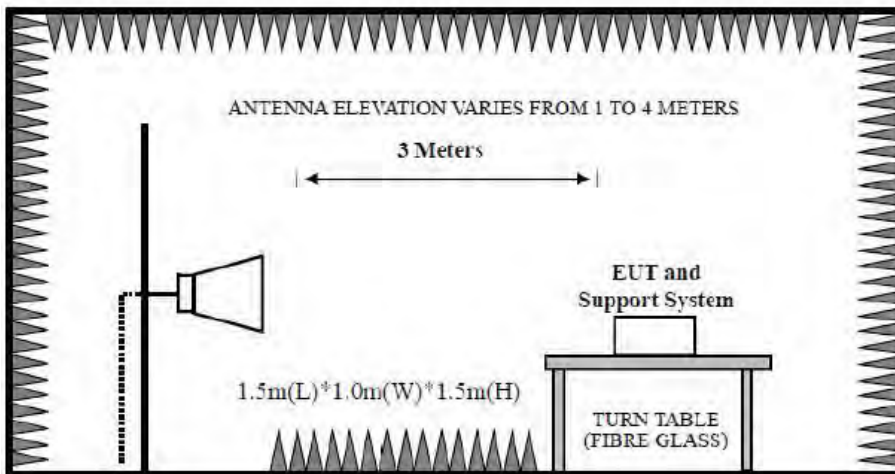 ANTENNA ELEVATION VARIES FROM 1 TO 4 METERS
3 Meters
EUT and
Support System
1.5m(L)*1.0m(W)*1.5m(H)
TURN TABLE
(FIBRE GLASS)